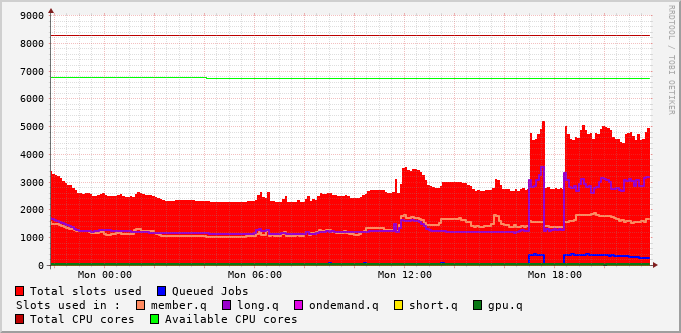 9000
8000
7000
6000
5000
4000
3000
2000
1000
0
Mon 00:00 Mon 06:00 Mon 12:00 Mon 18:00
RRDTOOL / TOBI OETIKER
Total slots used Queued Jobs
Slots used in : member.q long.q ondemand.q short.q gpu.q
Total CPU cores Available CPU cores